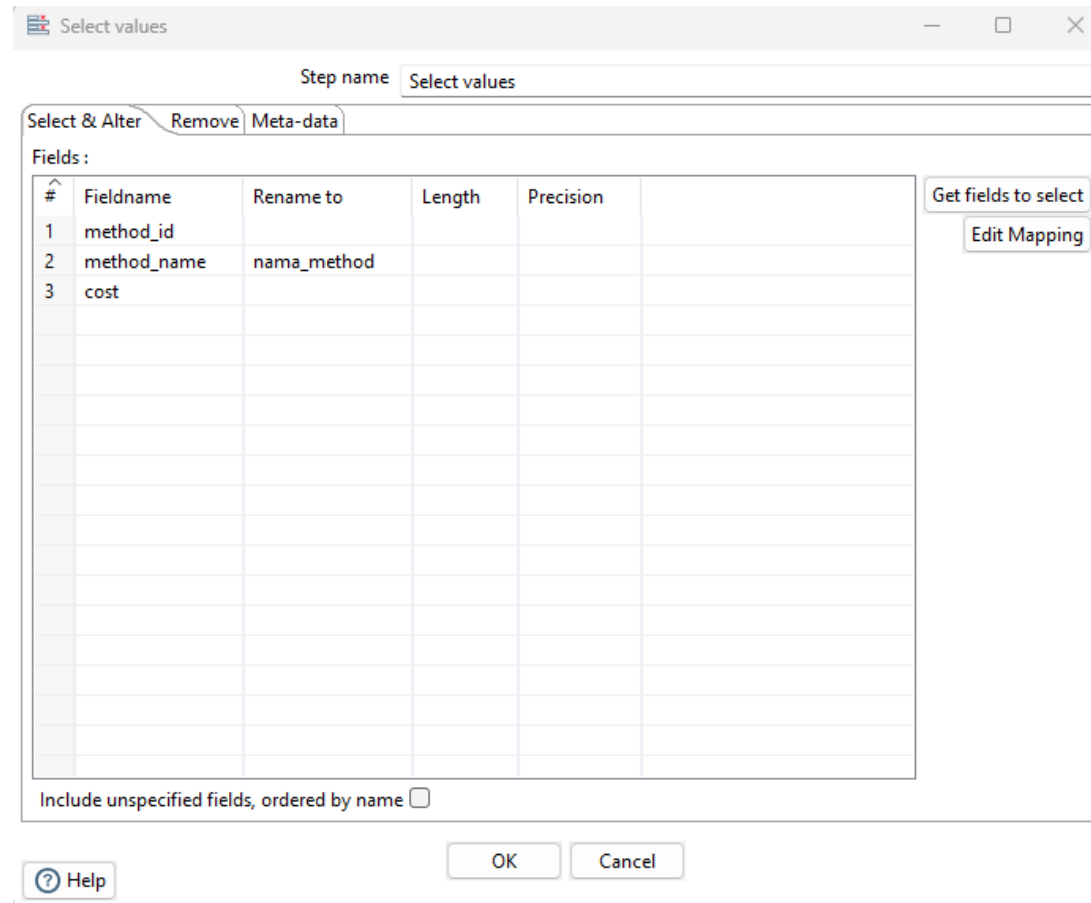 Select values
Step name Select values
Select & Alter Remove Meta-data
Fields :
# Fieldname Rename to Length Precision
Get fields to select
1 method_id
Edit Mapping
2 method_name nama_method
3 cost
Include unspecified fields, ordered by name
OK Cancel
? Help